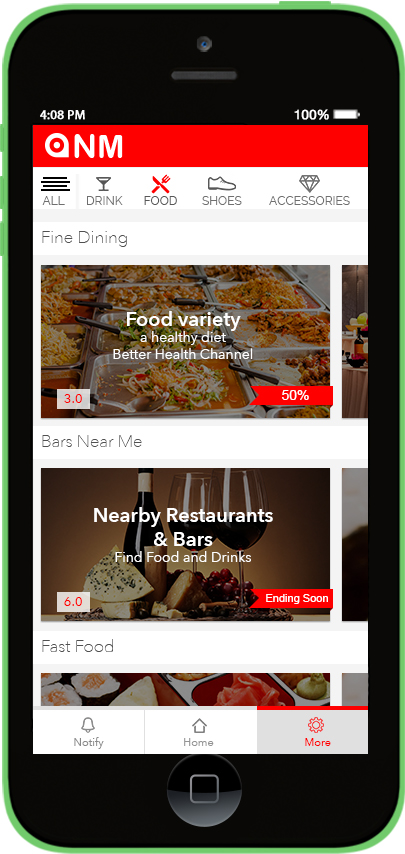 4:08 PM 100%
aNM
ALL DRINK FOOD SHOES ACCESSORIES
Fine Dining
Food variety
a healthy diet
Better Health Channel
3.0 50%
Bars Near Me
Nearby Restaurants
& Bars
Find Food and Drinks
6.0 Ending Soon
Fast Food
Notify Home More